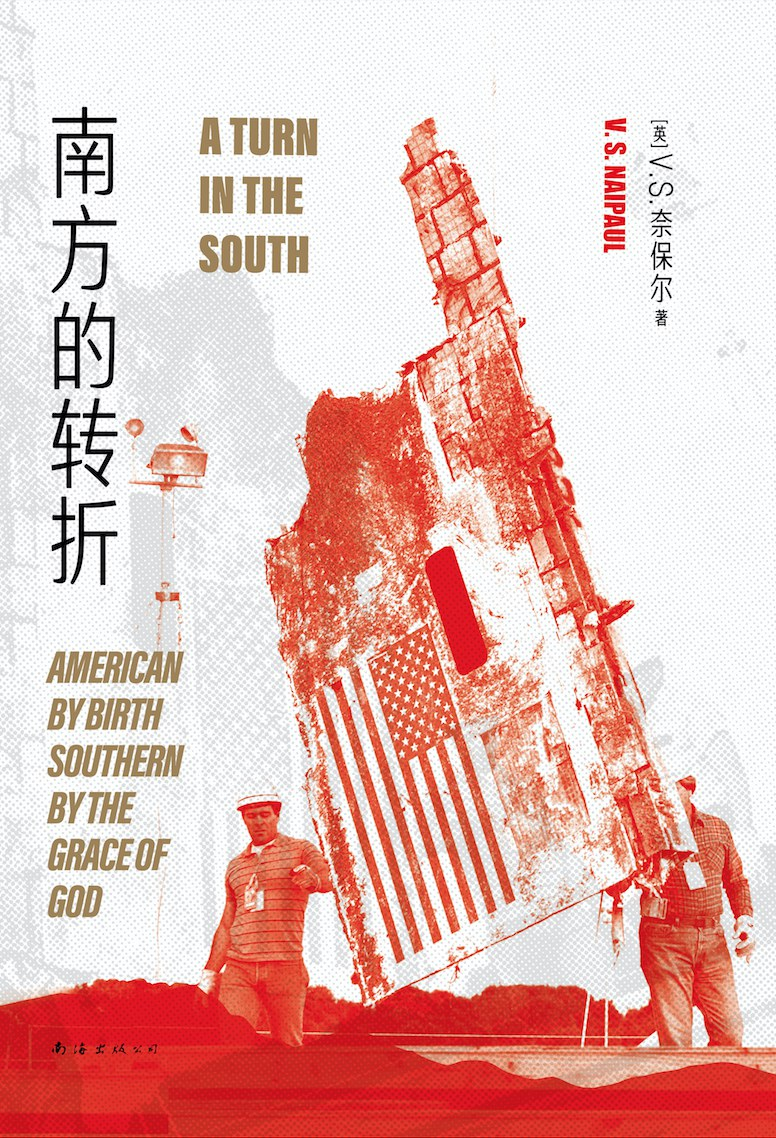 南方的转折
A TURN
IN THE
SOUTH
V. S. NAIPAUL
[英]V.S.奈保尔 著
AMERICAN
BY BIRTH
SOUTHERN
BY THE
GRACE OF
GOD
南海出版公司